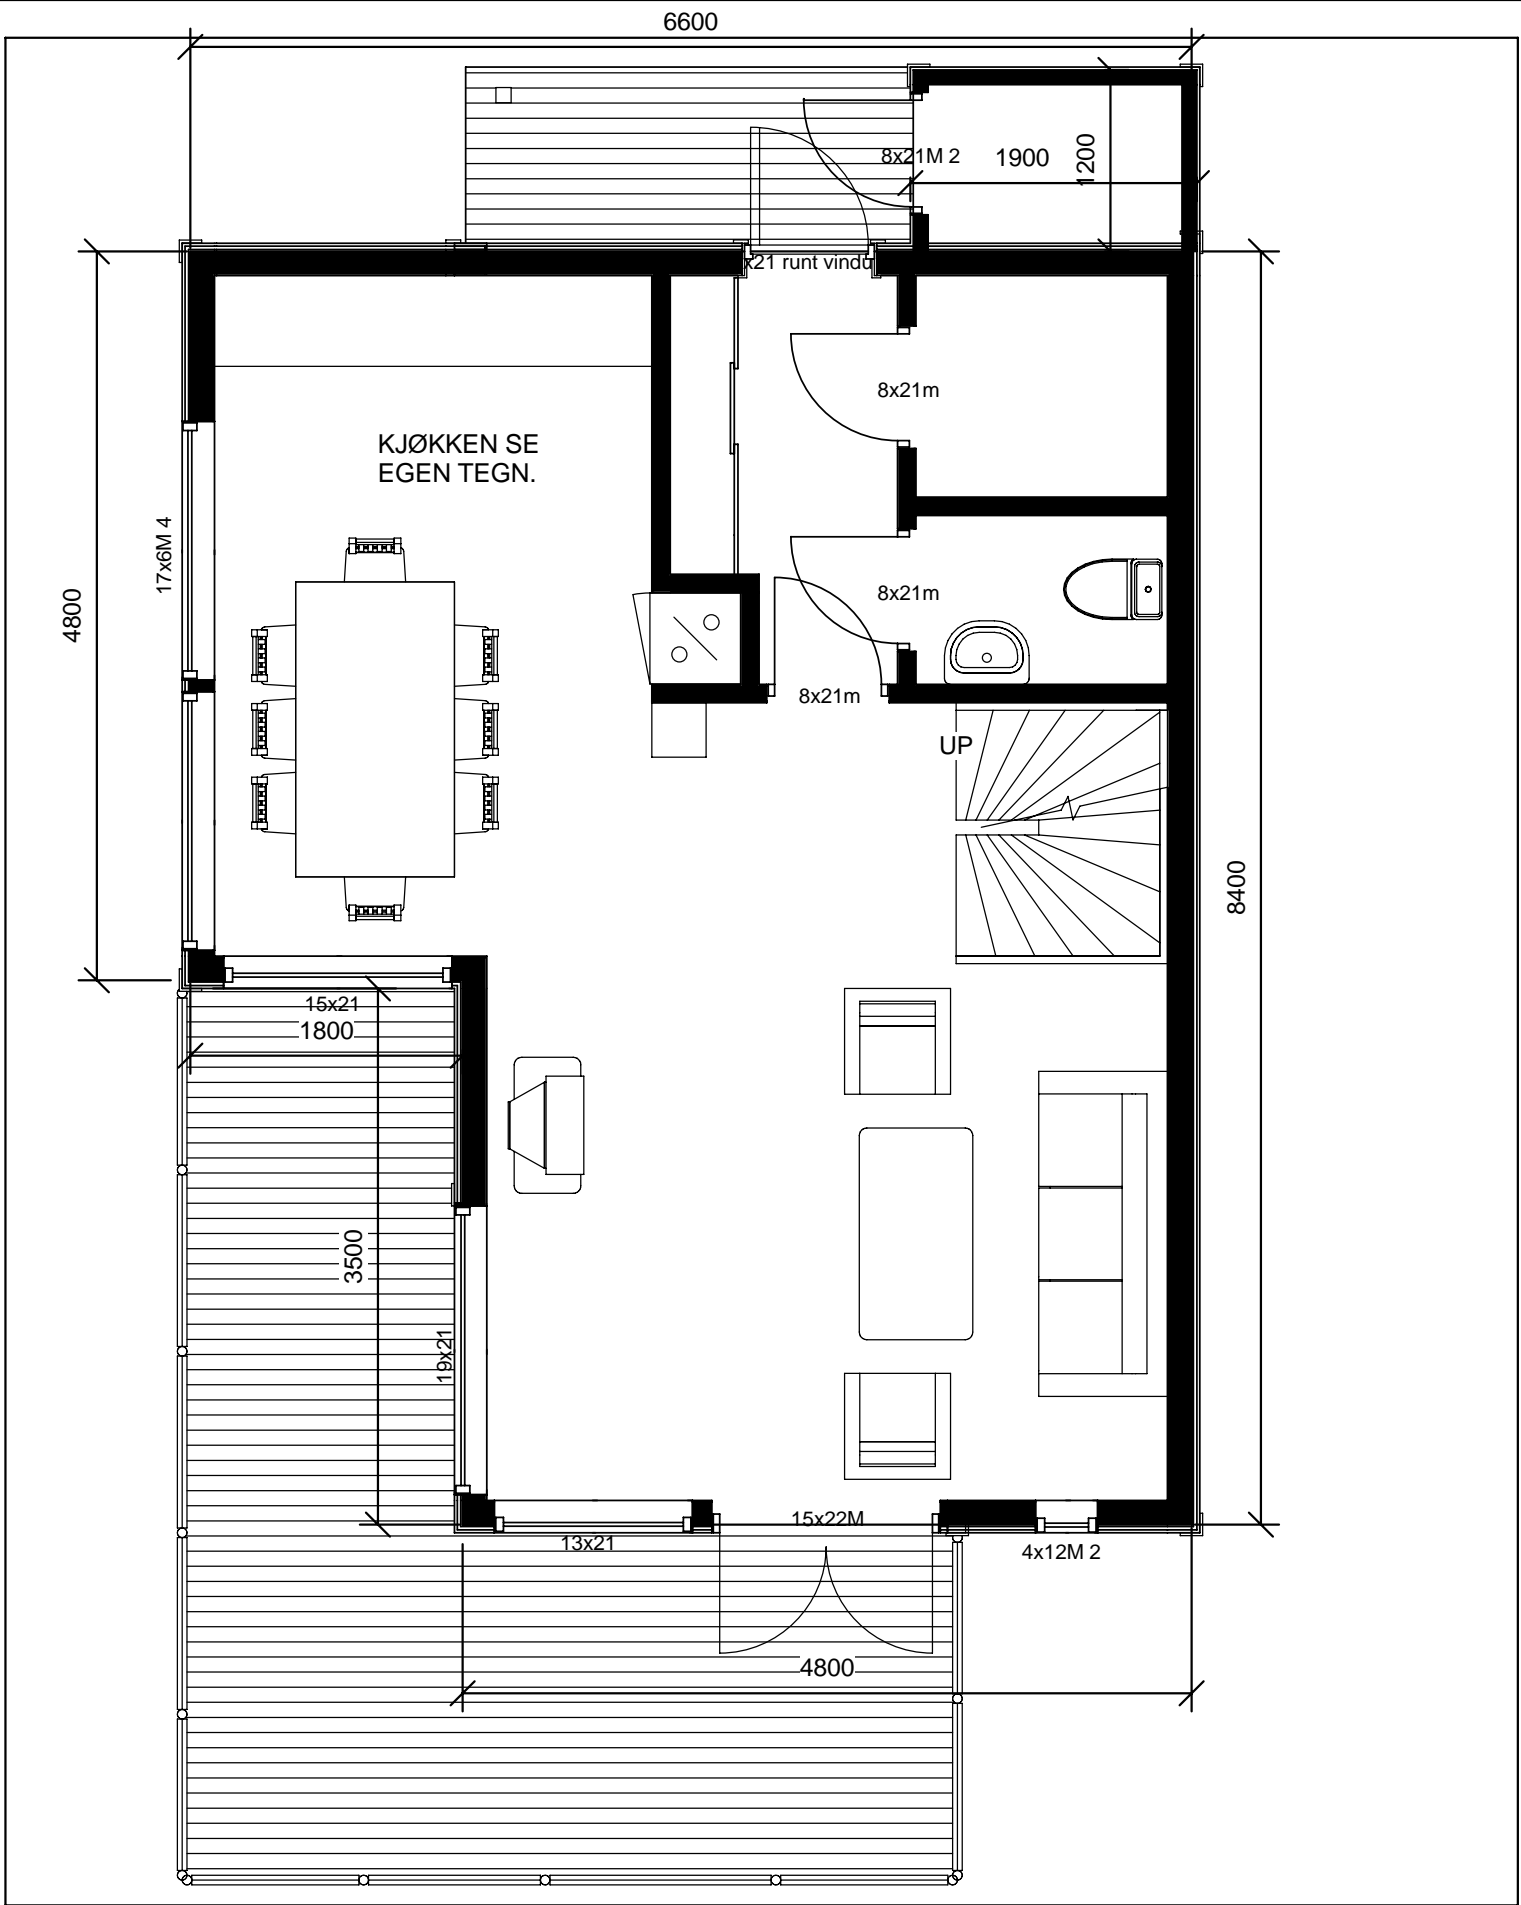 6600
8x21M 2
1900
1200
x21 runt vindu
8x21m
KJØKKEN SE
EGEN TEGN.
17x6M 4
4800
8x21m
8x21m
UP
8400
15x21
1800
3500
19x21
15x22M
13x21
4x12M 2
4800